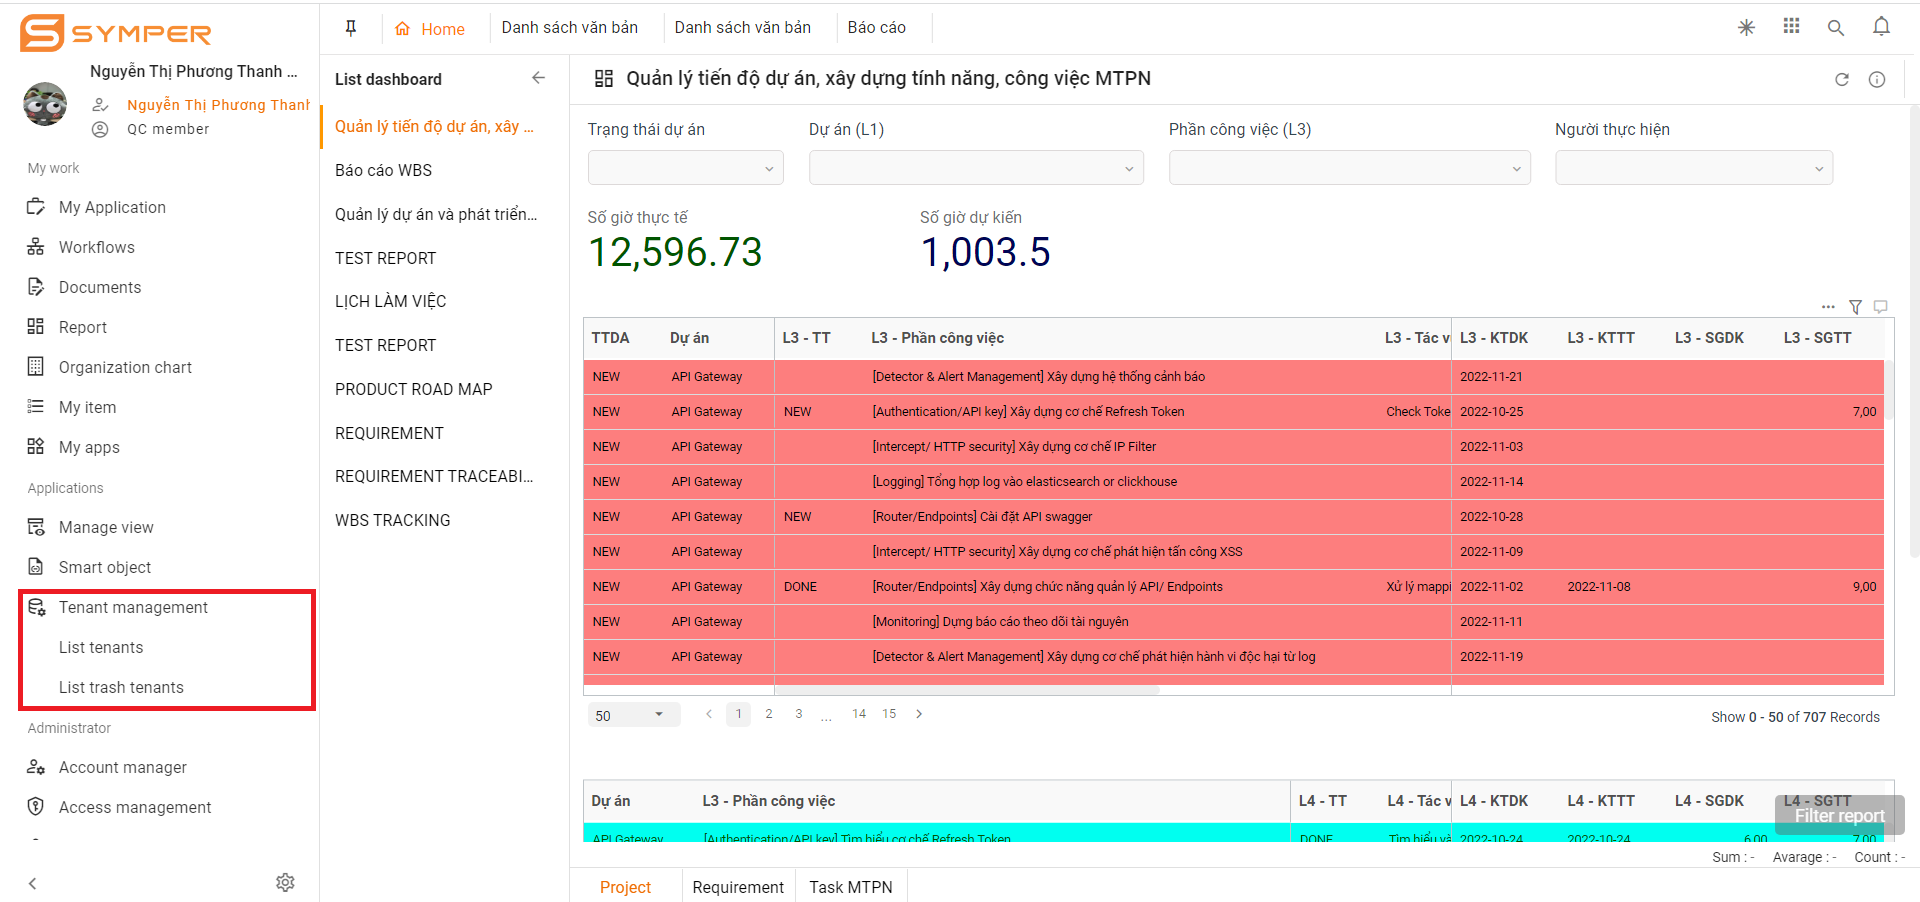 SYMPER
Nguyễn Thị Phương Thanh ...
Nguyễn Thị Phương Thanh
QC member
My work
My Application
Workflows
Documents
Report
Organization chart
My item
My apps
Applications
Manage view
Smart object
Tenant management
List tenants
List trash tenants
Administrator
Account manager
Access management
Home
Danh sách văn bản
Danh sách văn bản
Báo cáo
List dashboard
Quản lý tiến độ dự án, xây ...
Báo cáo WBS
Quản lý dự án và phát triển...
TEST REPORT
LỊCH LÀM VIỆC
TEST REPORT
PRODUCT ROAD MAP
REQUIREMENT
REQUIREMENT TRACEABI...
WBS TRACKING
Quản lý tiến độ dự án, xây dựng tính năng, công việc MTPN
Trạng thái dự án Dự án (L1) Phần công việc (L3) Người thực hiện
Số giờ thực tế Số giờ dự kiến
12,596.73 1,003.5
...
TTDA Dự án L3 - TT L3 - Phần công việc L3 - Tác v L3 - KTDK L3 - KTTT L3 - SGDK L3 - SGTT
NEW API Gateway [Detector & Alert Management] Xây dựng hệ thống cảnh báo 2022-11-21
NEW API Gateway NEW [Authentication/API key] Xây dựng cơ chế Refresh Token Check Toke 2022-10-25 7,00
NEW API Gateway [Intercept/ HTTP security] Xây dựng cơ chế IP Filter 2022-11-03
NEW API Gateway [Logging] Tổng hợp log vào elasticsearch or clickhouse 2022-11-14
NEW API Gateway NEW [Router/Endpoints] Cài đặt API swagger 2022-10-28
NEW API Gateway [Intercept/ HTTP security] Xây dựng cơ chế phát hiện tấn công XSS 2022-11-09
NEW API Gateway DONE [Router/Endpoints] Xây dựng chức năng quản lý API/ Endpoints Xử lý mappi 2022-11-02 2022-11-08 9,00
NEW API Gateway [Monitoring] Dựng báo cáo theo dõi tài nguyên 2022-11-11
NEW API Gateway [Detector & Alert Management] Xây dựng cơ chế phát hiện hành vi độc hại từ log 2022-11-19
50 1 2 3 ... 14 15
Show 0 - 50 of 707 Records
Dự án L3 - Phần công việc L4 - TT L4 - Tác v L4 - KTDK L4 - KTTT L4 - SGDK L4 - SGTT
Filter report
API Gateway [Authentication/API key] Tìm hiểu cơ chế Refresh Token DONE Tìm hiểu và 2022-10-24 2022-10-24 6,00 7,00
Sum : - Avarage : - Count : -
Project Requirement Task MTPN